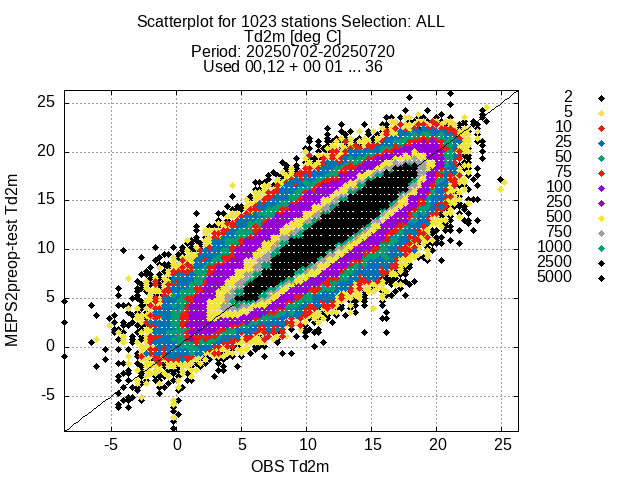 Scatterplot for 1023 stations Selection: ALL
Td2m [deg C]
Period: 20250702-20250720
Used 00,12 + 00 01 ... 36
25
20
15
10
5
0
-5
MEPS2preop-test Td2m
-5 0 5 10 15 20 25
OBS Td2m
2
5
10
25
50
75
100
250
500
750
1000
2500
5000